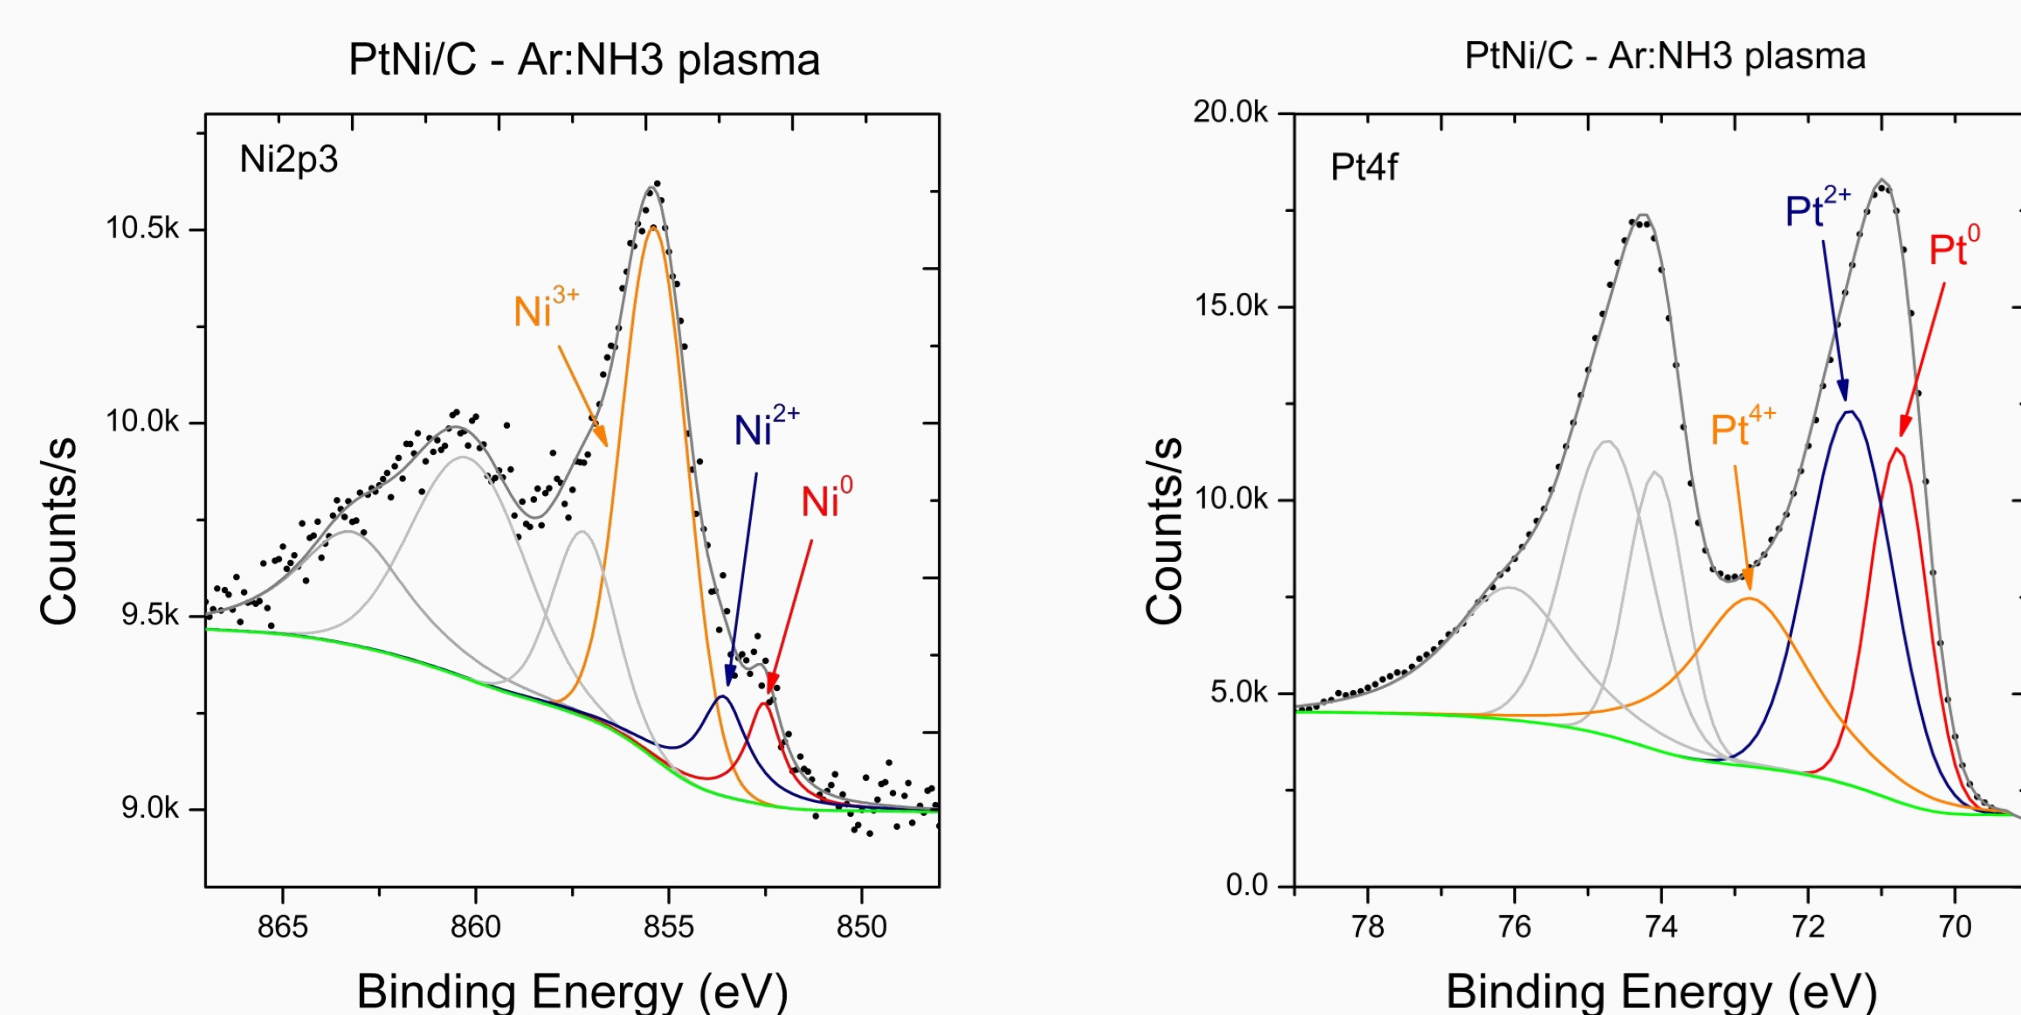 PtNi/C - Ar:NH3 plasma
Ni2p3
10.5k
10.0k
9.5k
9.0k
Counts/s
Ni3+
Ni2+
Ni0
865 860 855 850
Binding Energy (eV)
PtNi/C - Ar:NH3 plasma
Pt4f
20.0k
15.0k
10.0k
5.0k
0.0
Counts/s
Pt2+
Pt0
Pt4+
78 76 74 72 70
Binding Energy (eV)